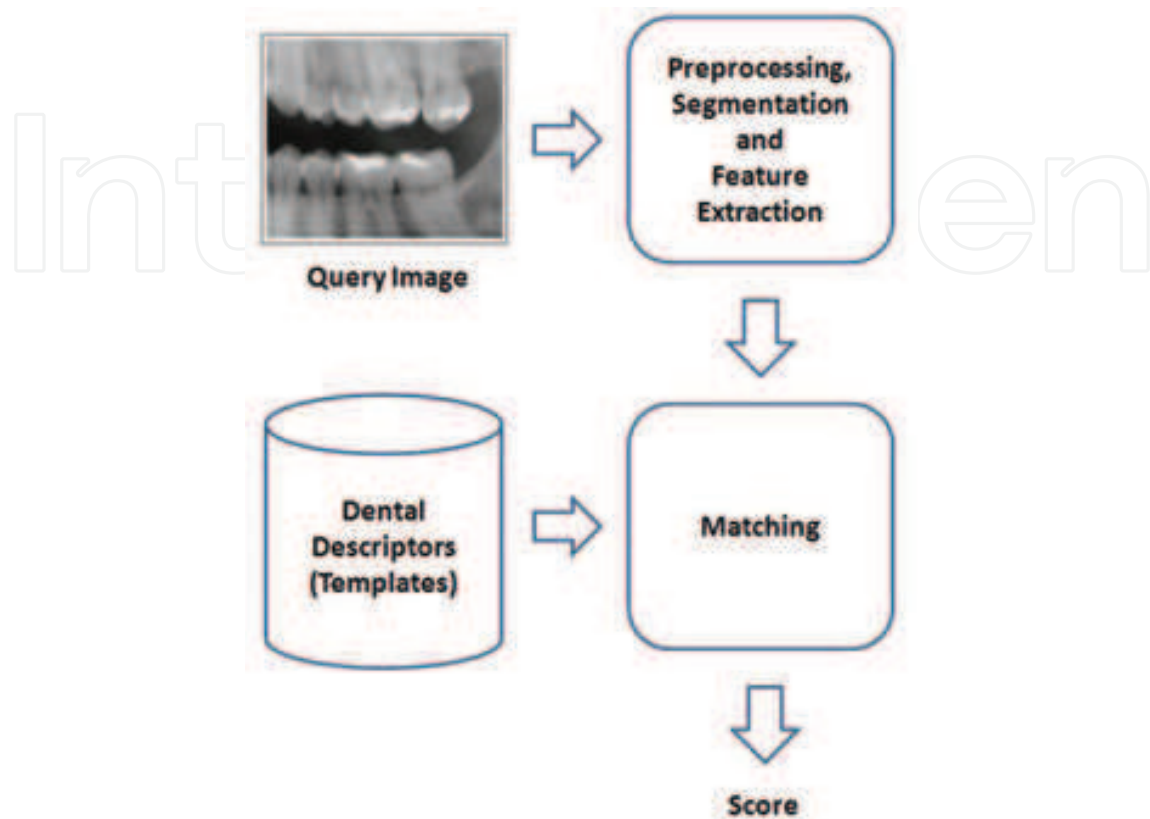 Preprocessing,
Segmentation
and
Feature
Extraction
Query Image
Dental
Descriptors
(Templates)
Matching
Score